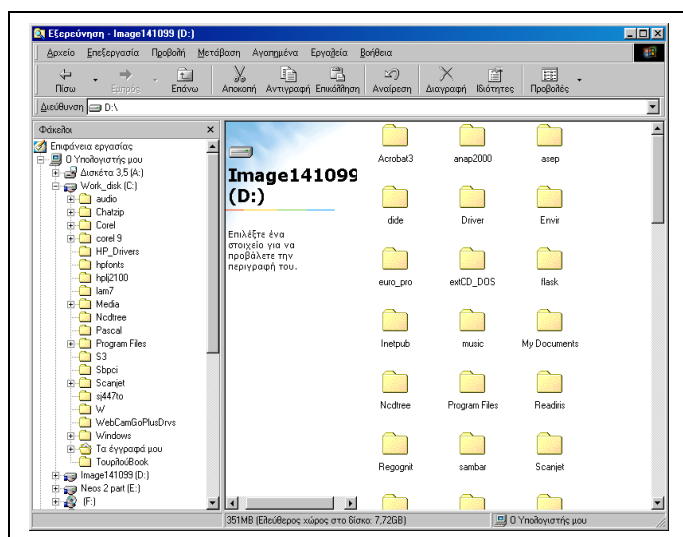 Εξερεύνηση - Image141099 (D:)
Αρχείο Επεξεργασία Προβολή Μετάβαση Αγαπημένα Εργαλεία Βοήθεια
Πίσω Εμπρός Επάνω Αποκοπή Αντιγραφή Επικόλληση Αναίρεση Διαγραφή Ιδιότητες Προβολές
Διεύθυνση D:\
Φάκελοι
Επιφάνεια εργασίας
Ο Υπολογιστής μου
Δισκέτα 3,5 (A:)
Work_disk (C:)
audio
Chatzip
Corel
corel 9
HP_Drivers
hpfonts
hplj2100
lam7
Media
Ncdtree
Pascal
Program Files
S3
Sbpci
Scanjet
sj447to
W
WebCamGoPlusDrvs
Windows
Τα έγγραφά μου
ΤουρλούBook
Image141099 (D:)
Neos 2 part (E:)
(F:)
Image141099
(D:)
Επιλέξτε ένα
στοιχείο για να
προβάλετε την
περιγραφή του.
Acrobat3 anap2000 asep
dide Driver Envir
euro_pro extCD_DOS flask
Inetpub music My Documents
Ncdtree Program Files Readiris
Regognit sambar Scanjet
351MB (Ελεύθερος χώρος στο δίσκο: 7,72GB) Ο Υπολογιστής μου